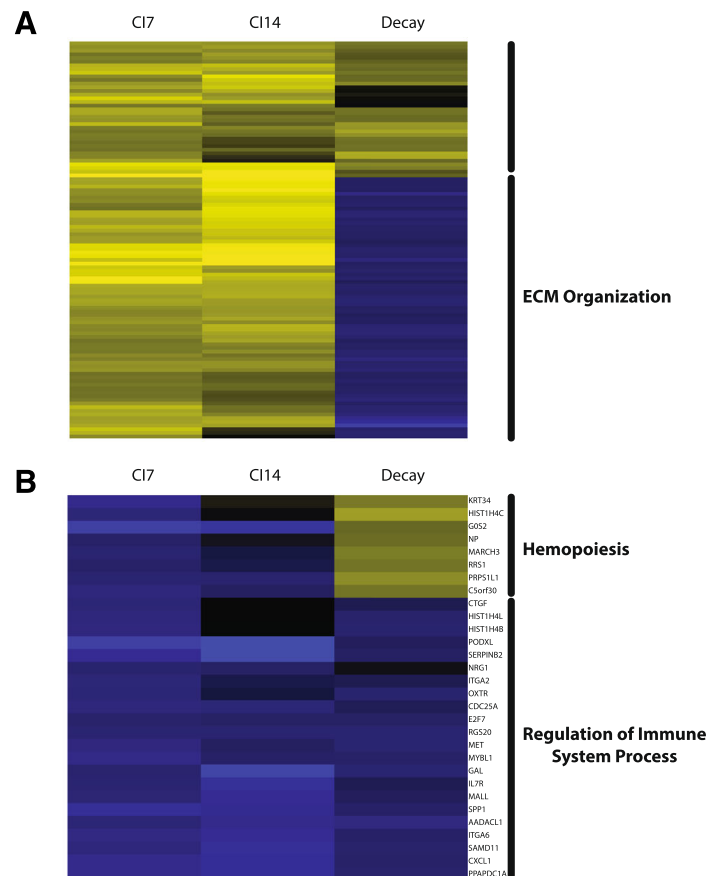 A
CI7 CI14 Decay
ECM Organization
B
CI7 CI14 Decay
KRT34
HIST1H4C
G0S2
NP
MARCH3
RRS1
PRPS1L1
C5orf30
Hemopoiesis
CTGF
HIST1H4L
HIST1H4B
PODXL
SERPINB2
NRG1
ITGA2
OXTR
CDC25A
E2F7
RGS20
MET
MYBL1
GAL
IL7R
MALL
SPP1
AADACL1
ITGA6
SAMD11
CXCL1
PPAPDC1A
Regulation of Immune
System Process